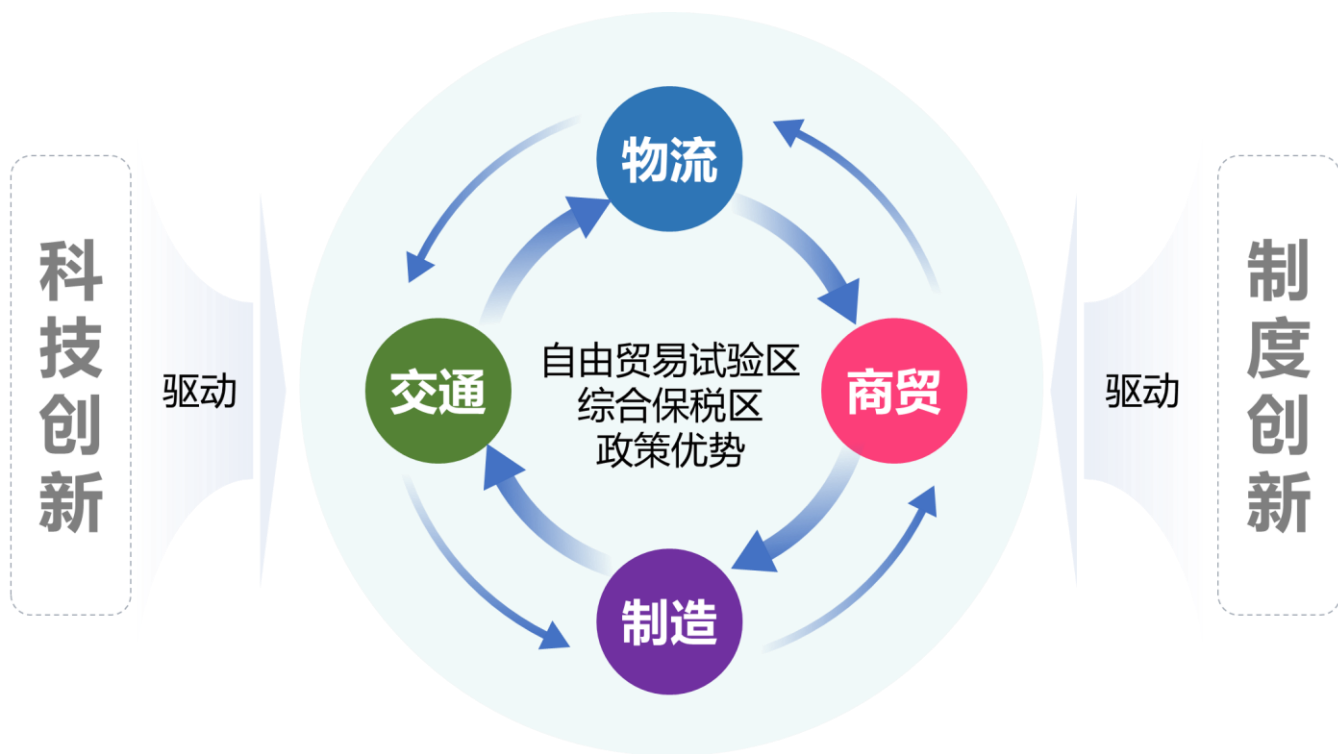 科技创新
驱动
物流
交通
自由贸易试验区
综合保税区
政策优势
商贸
制造
驱动
制度创新